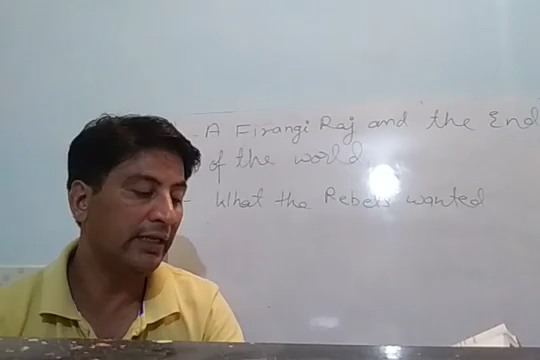 - A Firangi Raj and the End
of the world
- What the Rebels wanted